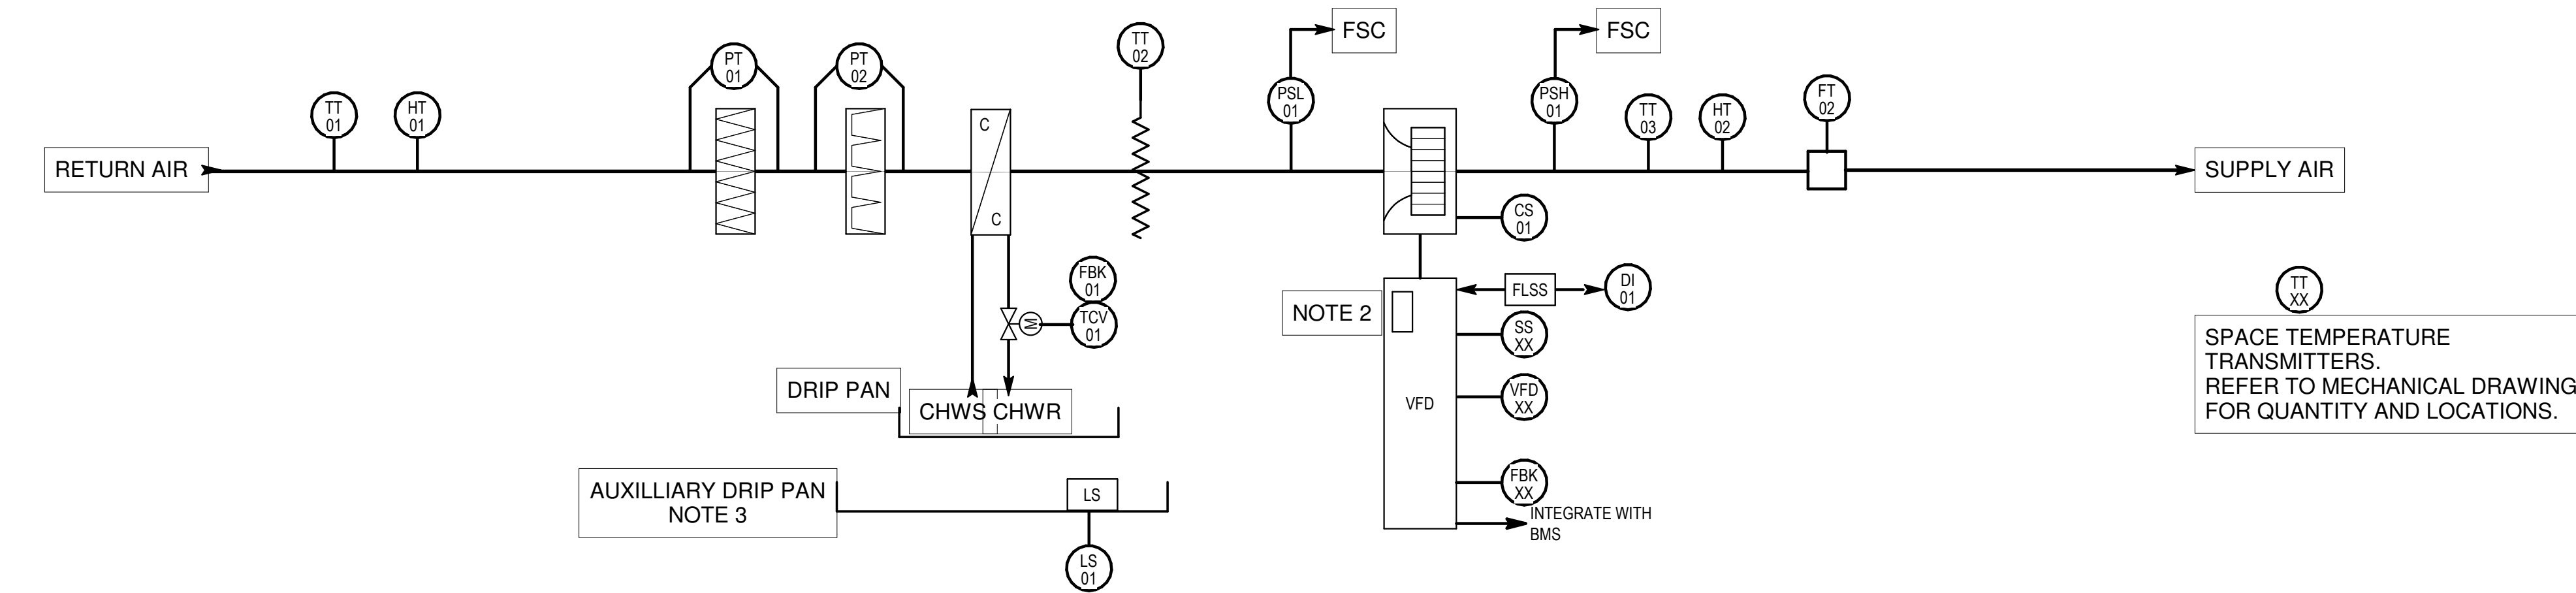 FSC
FSC
TT
02
PT
01
PT
02
PSL
01
PSH
01
FT
02
TT
01
HT
01
TT
03
HT
02
C
C
RETURN AIR
SUPPLY AIR
CS
01
FBK
01
TCV
01
M
NOTE 2
FLSS
DI
01
SS
XX
VFD
VFD
XX
FBK
XX
INTEGRATE WITH
BMS
TT
XX
SPACE TEMPERATURE
TRANSMITTERS.
REFER TO MECHANICAL DRAWING
FOR QUANTITY AND LOCATIONS.
DRIP PAN
CHWS CHWR
AUXILLIARY DRIP PAN
NOTE 3
LS
LS
01